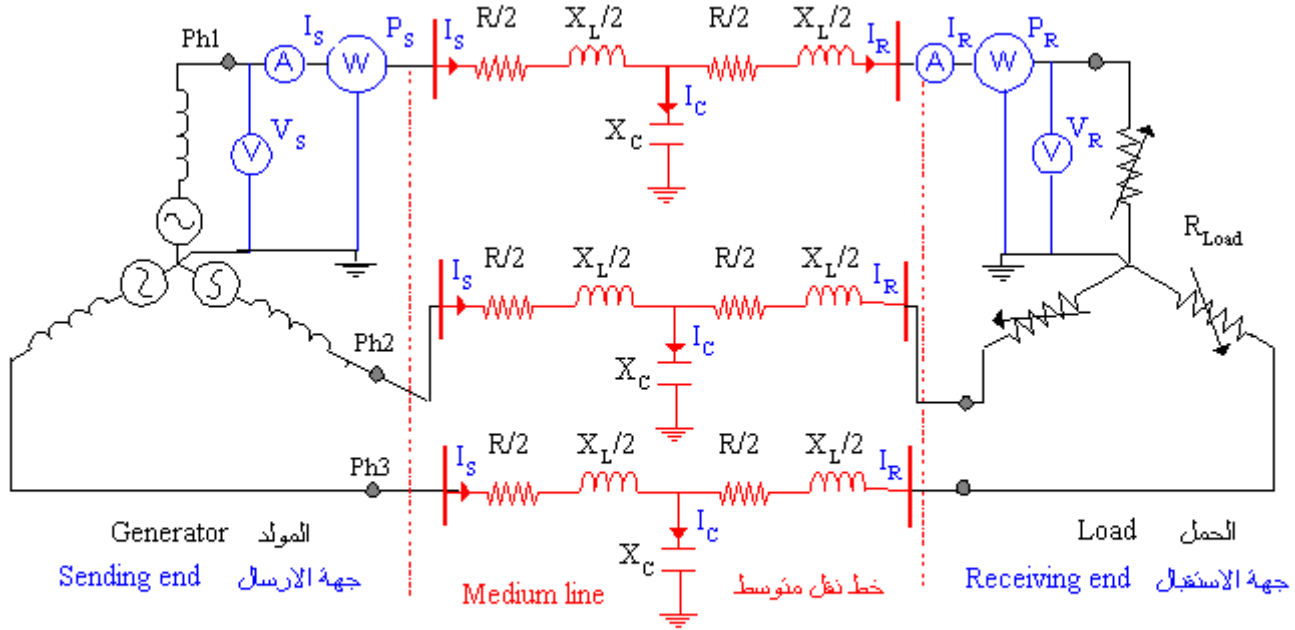 Ph1 I_S P_S I_S R/2 X_L/2 R/2 X_L/2 I_R I_R P_R
A W A W
I_C
V_S V X_C V_R V
R_Load
I_S R/2 X_L/2 R/2 X_L/2 I_R
Ph2 I_C
X_C
Ph3 I_S R/2 X_L/2 R/2 X_L/2 I_R
I_C
X_C
Generator المولد
Load الحمل
Sending end جهة الارسال
Medium line خط نقل متوسط
Receiving end جهة الاستقبال